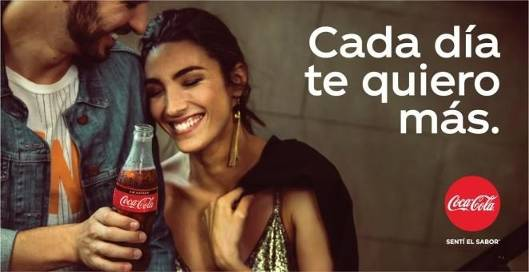 Cada día
te quiero
más.
Coca-Cola
Coca-Cola
SENTÍ EL SABOR